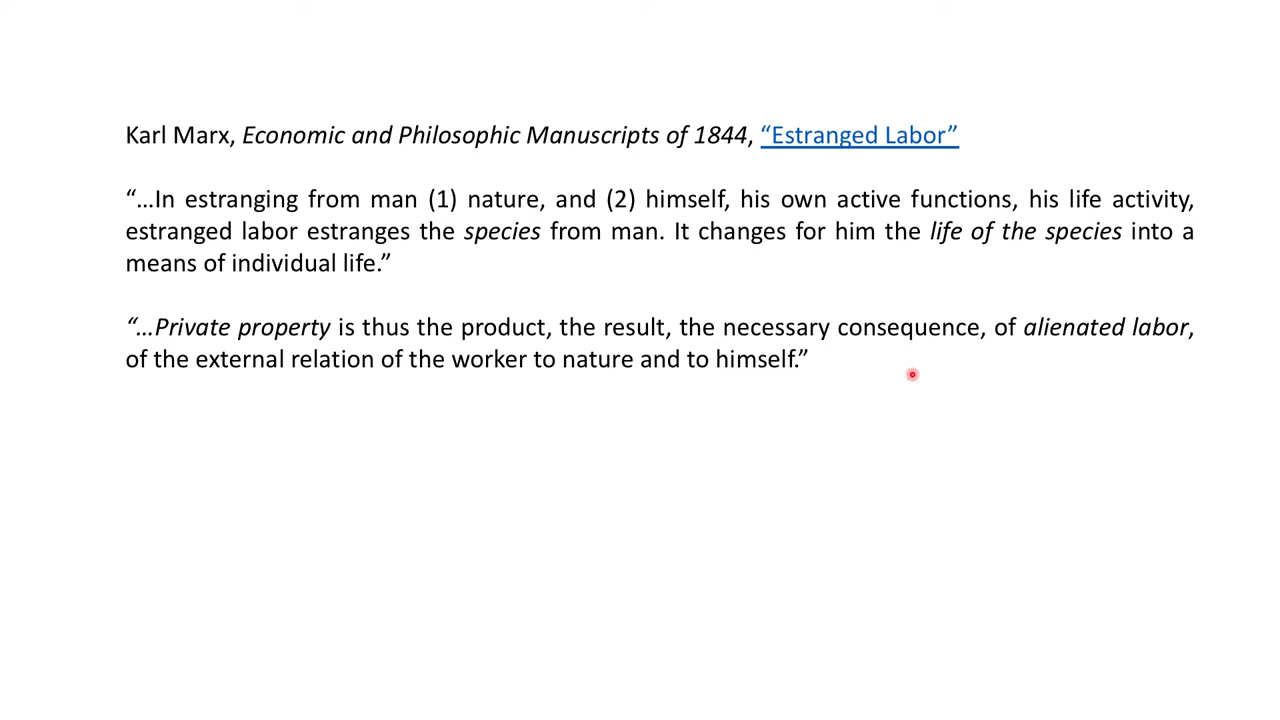 Karl Marx, Economic and Philosophic Manuscripts of 1844, “Estranged Labor”
“…In estranging from man (1) nature, and (2) himself, his own active functions, his life activity,
estranged labor estranges the species from man. It changes for him the life of the species into a
means of individual life.”
“…Private property is thus the product, the result, the necessary consequence, of alienated labor,
of the external relation of the worker to nature and to himself.”